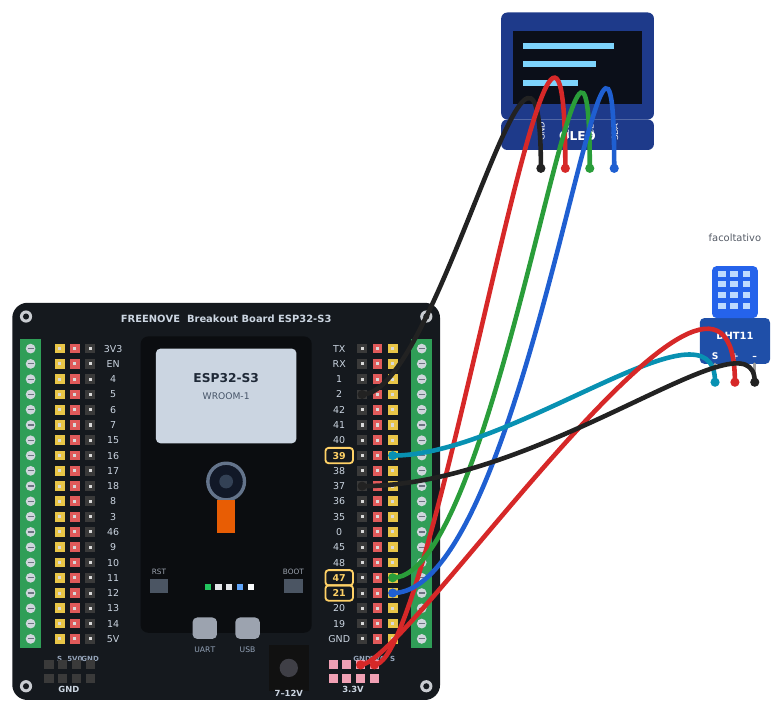 GND
OLED
facoltativo
DHT11
S + –
FREENOVE Breakout Board ESP32-S3
ESP32-S3
WROOM-1
3V3
EN
4
5
6
7
15
16
17
18
8
3
46
9
10
11
12
13
14
5V
TX
RX
1
2
42
41
40
39
38
37
36
35
0
45
48
47
21
20
19
GND
RST
BOOT
UART
USB
S 5V0GND
GND
7–12V
S
3.3V